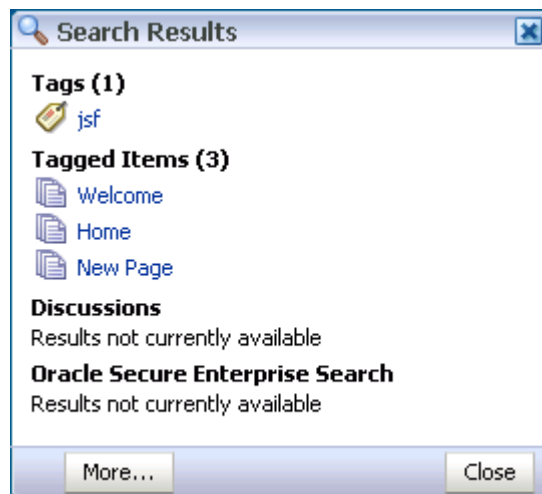 Search Results
Tags (1)
jsf
Tagged Items (3)
Welcome
Home
New Page
Discussions
Results not currently available
Oracle Secure Enterprise Search
Results not currently available
More... Close